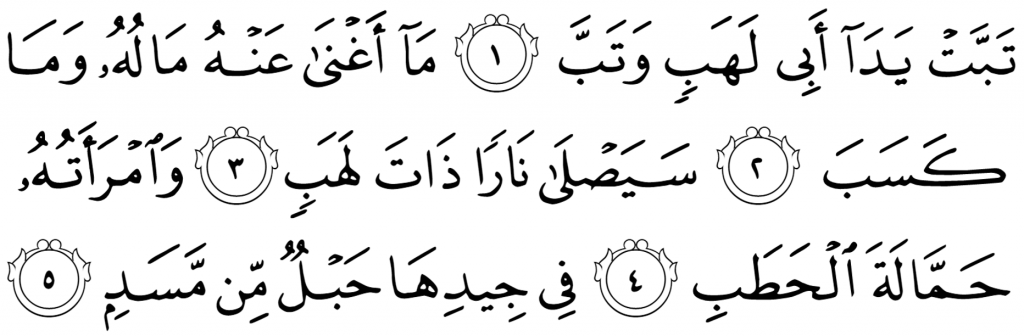 تَبَّتْ يَدَآ أَبِى لَهَبٍ وَتَبَّ ١ مَآ أَغْنَىٰ عَنْهُ مَالُهُۥ وَمَا
كَسَبَ ٢ سَيَصْلَىٰ نَارًا ذَاتَ لَهَبٍ ٣ وَٱمْرَأَتُهُۥ
حَمَّالَةَ ٱلْحَطَبِ ٤ فِى جِيدِهَا حَبْلٌ مِّن مَّسَدٍۭ ٥